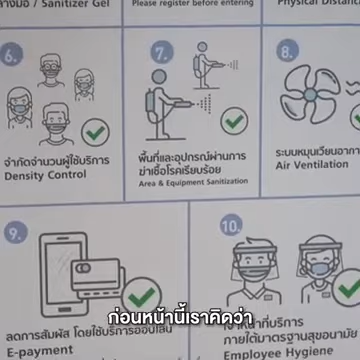 / Sanitizer Gel
Please register before entering
Physical
6.
7.
8.
จำกัดจำนวนผู้ใช้บริการ
Density Control
พื้นที่และอุปกรณ์ผ่านการ
ฆ่าเชื้อโรคเรียบร้อย
Area & Equipment Sanitization
ระบบหมุนเวียนอากา
Air Ventilation
9.
10.
ก่อนหน้านี้เราคิดว่า
ลดการสัมผัส โดยใช้บริการออนไลน์
E-payment
หน้าที่บริการ
ภายใต้มาตรฐานสุขอนามัย
Employee Hygiene